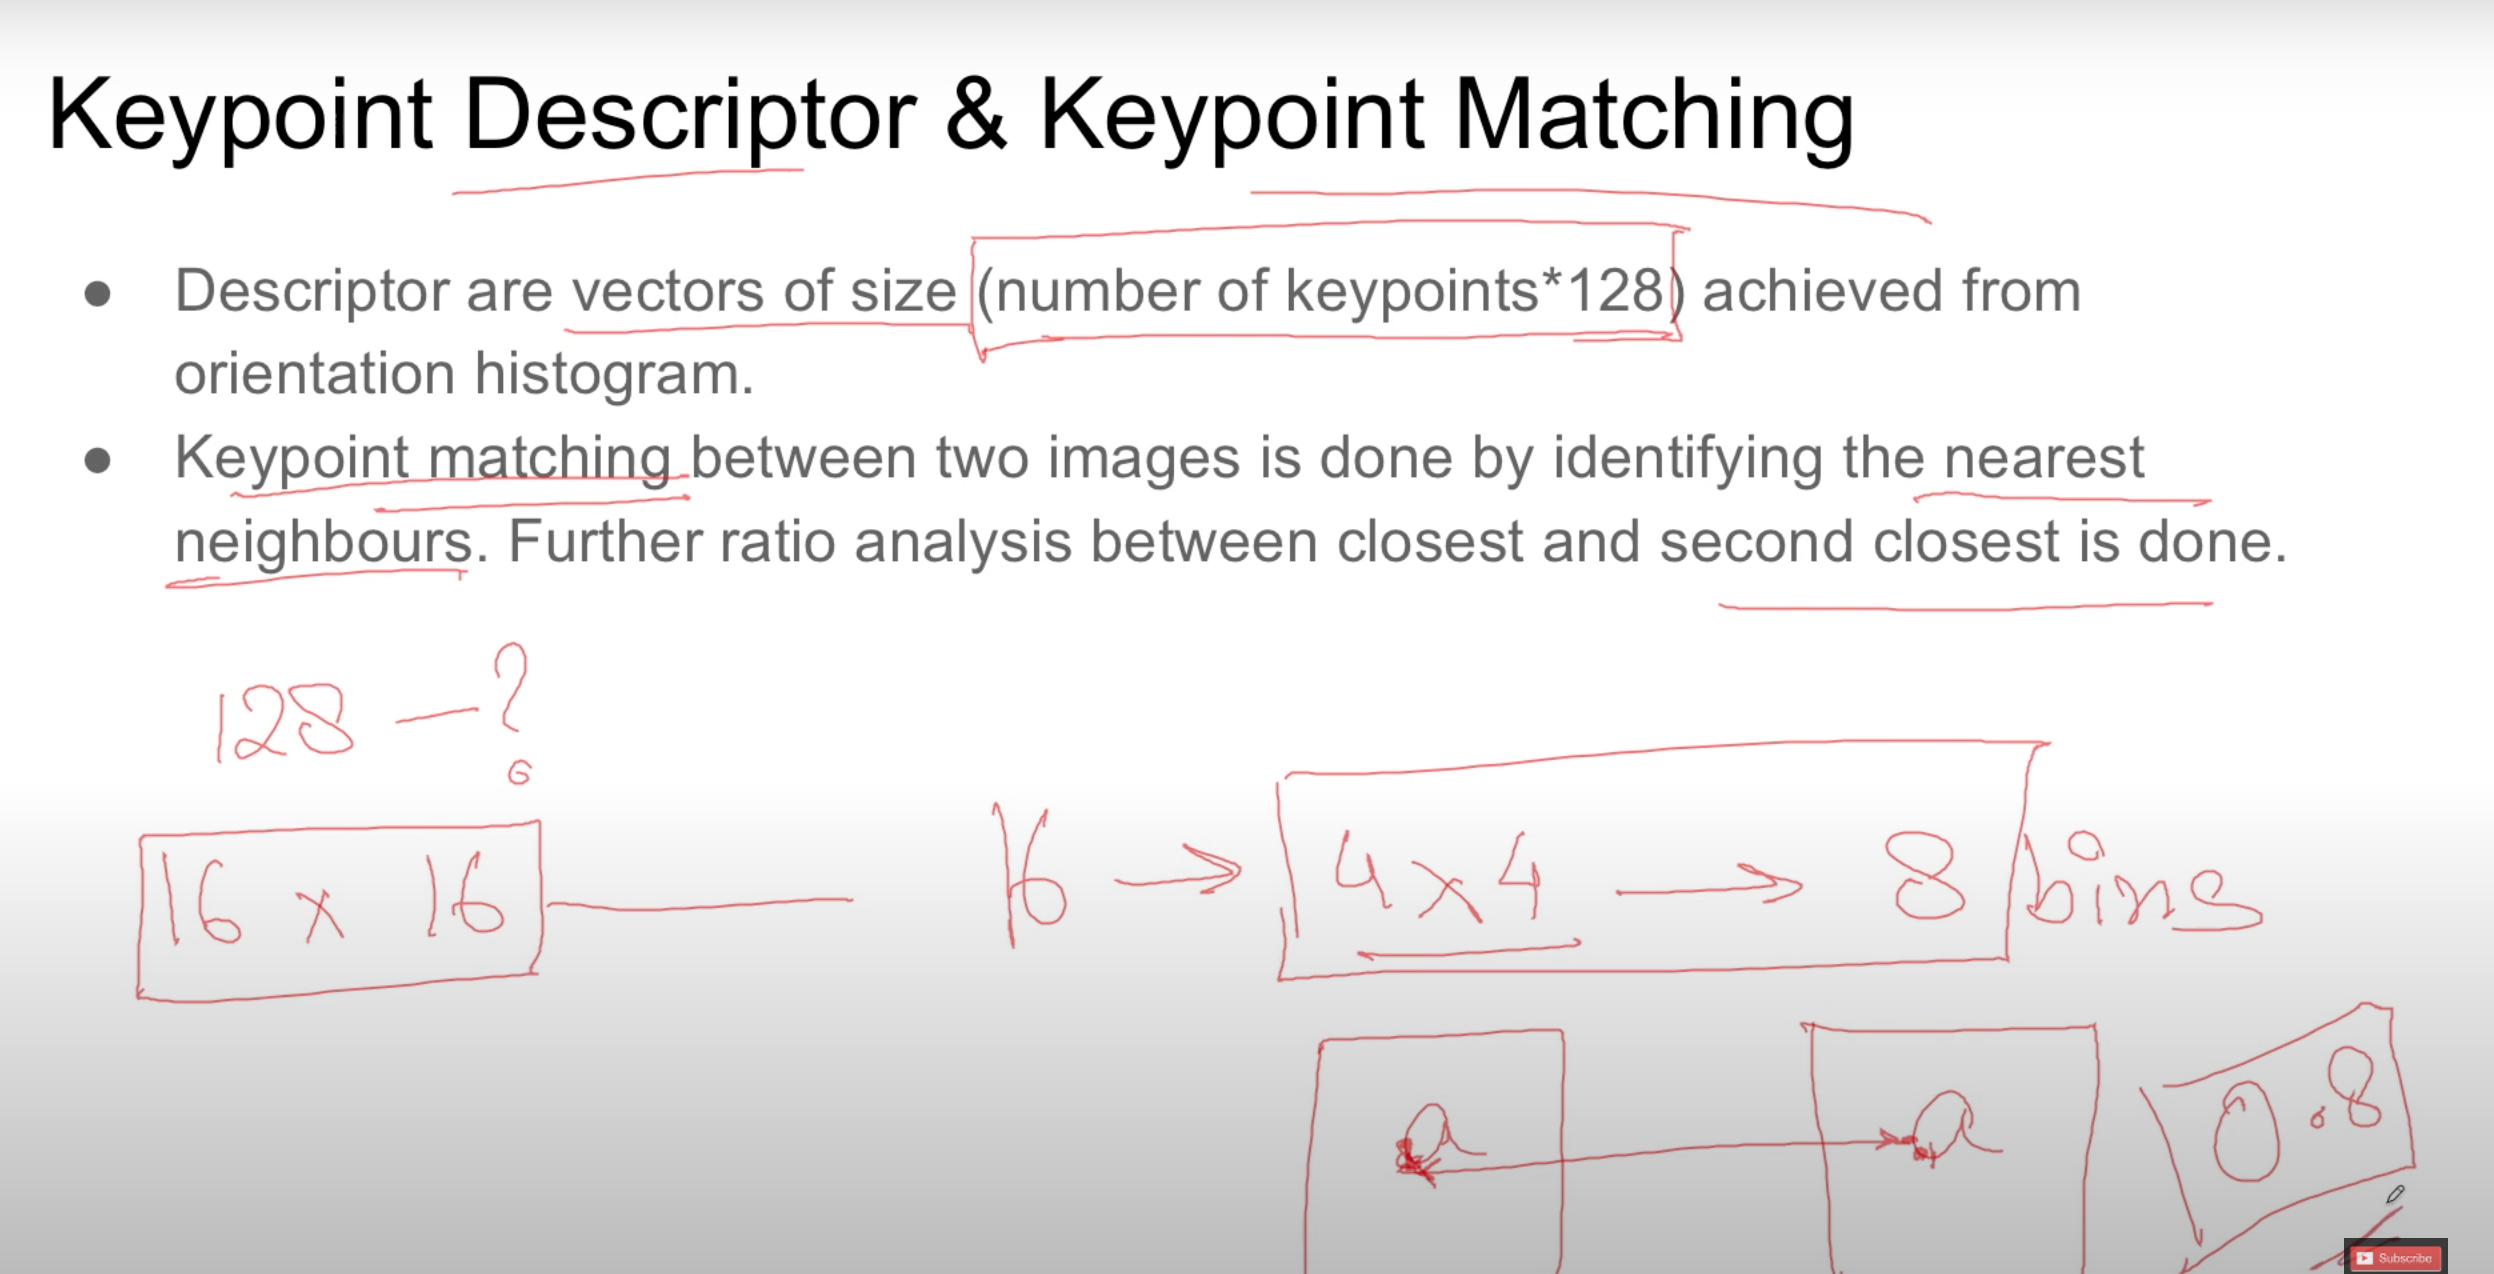 Keypoint Descriptor & Keypoint Matching
● Descriptor are vectors of size (number of keypoints*128) achieved from
orientation histogram.
● Keypoint matching between two images is done by identifying the nearest
neighbours. Further ratio analysis between closest and second closest is done.
128 — ?
16 x 16 — 16 → 4x4 → 8 bins
a → a 0.8
Subscribe